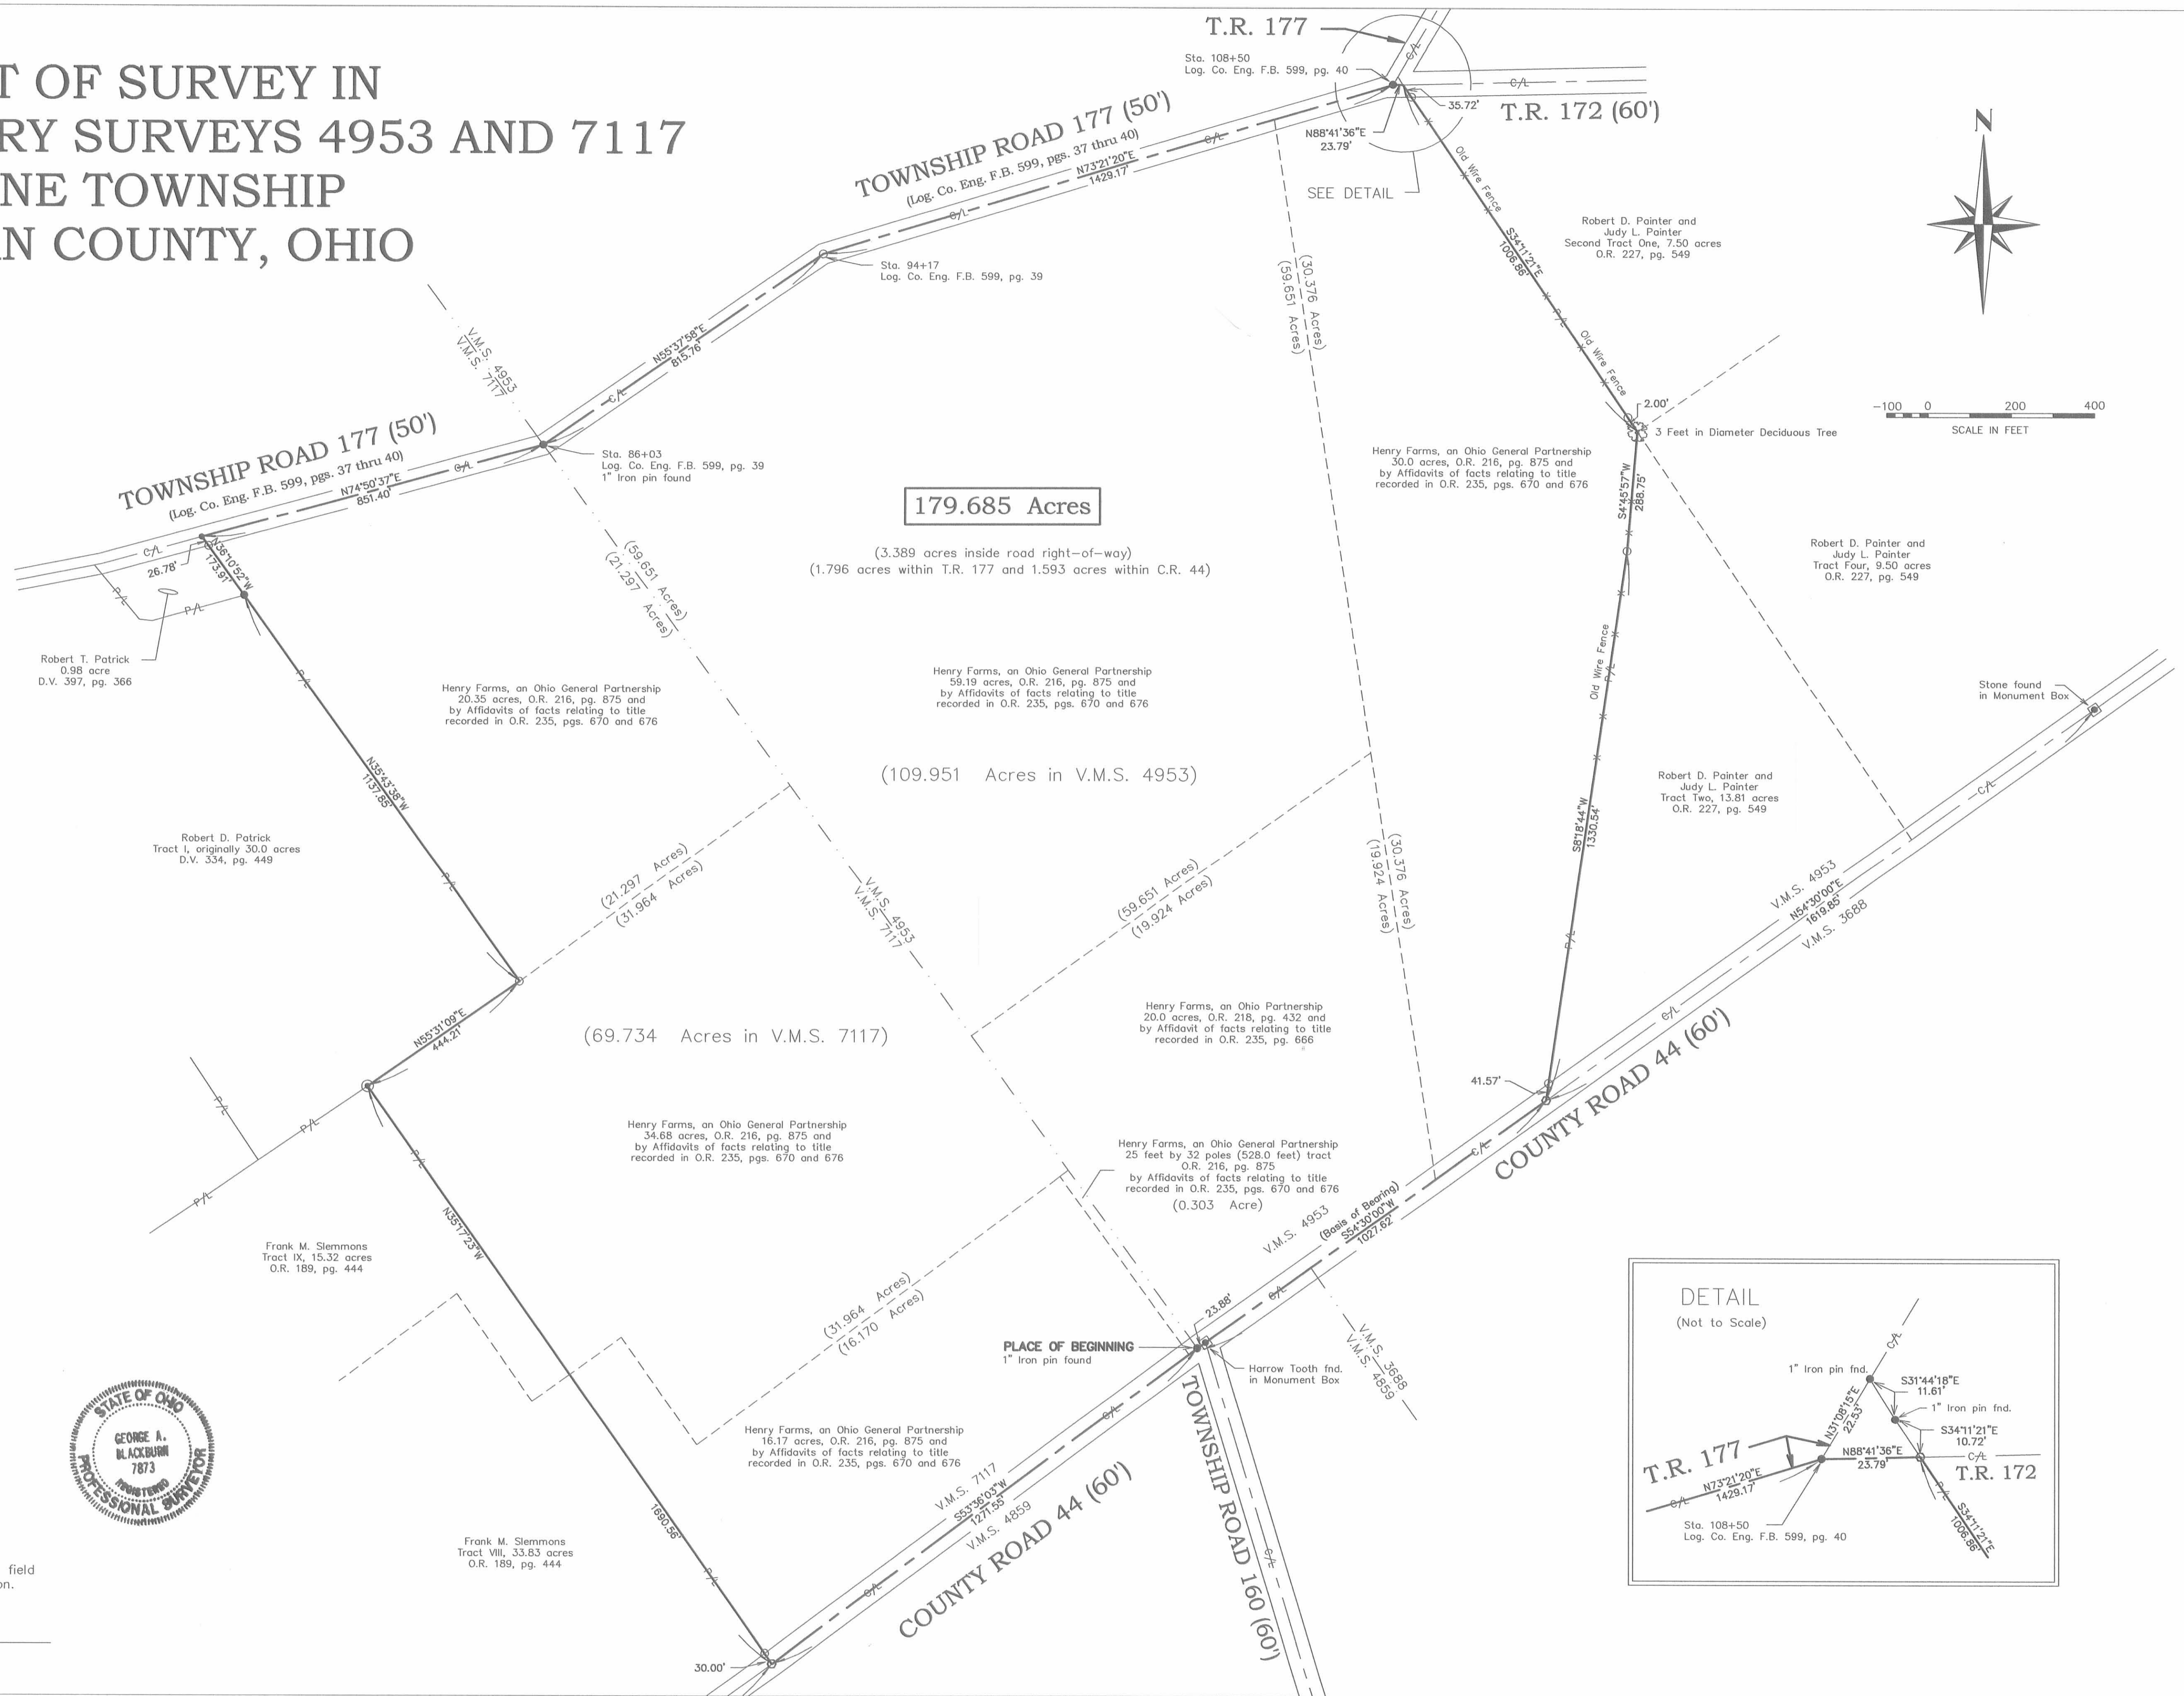 T OF SURVEY IN
RY SURVEYS 4953 AND 7117
NE TOWNSHIP
N COUNTY, OHIO
T.R. 177
Sta. 108+50
Log. Co. Eng. F.B. 599, pg. 40
TOWNSHIP ROAD 177 (50')
(Log. Co. Eng. F.B. 599, pgs. 37 thru 40)
N73°21'20"E
1429.17'
C/L
C/L
C/L
C/L
35.72'
T.R. 172 (60')
N88°41'36"E
23.79'
SEE DETAIL
Old Wire Fence
S34°11'21"E
1006.86'
P/L
Old Wire Fence
Robert D. Painter and
Judy L. Painter
Second Tract One, 7.50 acres
O.R. 227, pg. 549
N
-100 0 200 400
SCALE IN FEET
2.00'
3 Feet in Diameter Deciduous Tree
Sta. 94+17
Log. Co. Eng. F.B. 599, pg. 39
V.M.S. 4953
V.M.S. 7117
N55°37'58"E
815.76'
C/L
(30.376 Acres)
(59.651 Acres)
TOWNSHIP ROAD 177 (50')
(Log. Co. Eng. F.B. 599, pgs. 37 thru 40)
N74°50'37"E
851.40'
C/L
C/L
Sta. 86+03
Log. Co. Eng. F.B. 599, pg. 39
1" Iron pin found
179.685 Acres
(3.389 acres inside road right-of-way)
(1.796 acres within T.R. 177 and 1.593 acres within C.R. 44)
Henry Farms, an Ohio General Partnership
30.0 acres, O.R. 216, pg. 875 and
by Affidavits of facts relating to title
recorded in O.R. 235, pgs. 670 and 676
S4°45'57"W
288.75'
Robert D. Painter and
Judy L. Painter
Tract Four, 9.50 acres
O.R. 227, pg. 549
26.78'
N36°10'52"W
173.91'
P/L
P/L
(59.651 Acres)
(21.297 Acres)
Robert T. Patrick
0.98 acre
D.V. 397, pg. 366
P/L
Henry Farms, an Ohio General Partnership
20.35 acres, O.R. 216, pg. 875 and
by Affidavits of facts relating to title
recorded in O.R. 235, pgs. 670 and 676
Henry Farms, an Ohio General Partnership
59.19 acres, O.R. 216, pg. 875 and
by Affidavits of facts relating to title
recorded in O.R. 235, pgs. 670 and 676
Old Wire Fence
P/L
Stone found
in Monument Box
N35°43'38"W
1137.85'
(109.951 Acres in V.M.S. 4953)
Robert D. Painter and
Judy L. Painter
Tract Two, 13.81 acres
O.R. 227, pg. 549
C/L
S8°18'44"W
1330.54'
Robert D. Patrick
Tract I, originally 30.0 acres
D.V. 334, pg. 449
P/L
(21.297 Acres)
(31.964 Acres)
V.M.S. 4953
V.M.S. 7117
(59.651 Acres)
(19.924 Acres)
(30.376 Acres)
(19.924 Acres)
P/L
V.M.S. 4953
N54°30'00"E
1619.85'
V.M.S. 3688
N55°31'09"E
444.21'
(69.734 Acres in V.M.S. 7117)
Henry Farms, an Ohio Partnership
20.0 acres, O.R. 218, pg. 432 and
by Affidavit of facts relating to title
recorded in O.R. 235, pg. 666
C/L
COUNTY ROAD 44 (60')
41.57'
P/L
P/L
P/L
P/L
Henry Farms, an Ohio General Partnership
34.68 acres, O.R. 216, pg. 875 and
by Affidavits of facts relating to title
recorded in O.R. 235, pgs. 670 and 676
Henry Farms, an Ohio General Partnership
25 feet by 32 poles (528.0 feet) tract
O.R. 216, pg. 875
by Affidavits of facts relating to title
recorded in O.R. 235, pgs. 670 and 676
(0.303 Acre)
C/L
V.M.S. 4953
(Basis of Bearing)
S54°30'00"W
1027.62'
C/L
N35°17'23"W
1690.56'
Frank M. Slemmons
Tract IX, 15.32 acres
O.R. 189, pg. 444
(31.964 Acres)
(16.170 Acres)
23.88'
PLACE OF BEGINNING
1" Iron pin found
Harrow Tooth fnd.
in Monument Box
V.M.S. 3688
V.M.S. 4859
STATE OF OHIO
GEORGE A.
BLACKBURN
7873
REGISTERED
PROFESSIONAL SURVEYOR
Henry Farms, an Ohio General Partnership
16.17 acres, O.R. 216, pg. 875 and
by Affidavits of facts relating to title
recorded in O.R. 235, pgs. 670 and 676
C/L
V.M.S. 7117
S53°36'03"W
1271.55'
V.M.S. 4859
TOWNSHIP ROAD 160 (60')
C/L
Frank M. Slemmons
Tract VIII, 33.83 acres
O.R. 189, pg. 444
P/L
C/L
COUNTY ROAD 44 (60')
30.00'
field
on.
DETAIL
(Not to Scale)
1" Iron pin fnd.
C/L
S31°44'18"E
11.61'
1" Iron pin fnd.
N31°08'15"E
22.53'
S34°11'21"E
10.72'
T.R. 177
N88°41'36"E
23.79'
C/L
T.R. 172
N73°21'20"E
1429.17'
C/L
P/L
S34°11'21"E
1006.86'
Sta. 108+50
Log. Co. Eng. F.B. 599, pg. 40